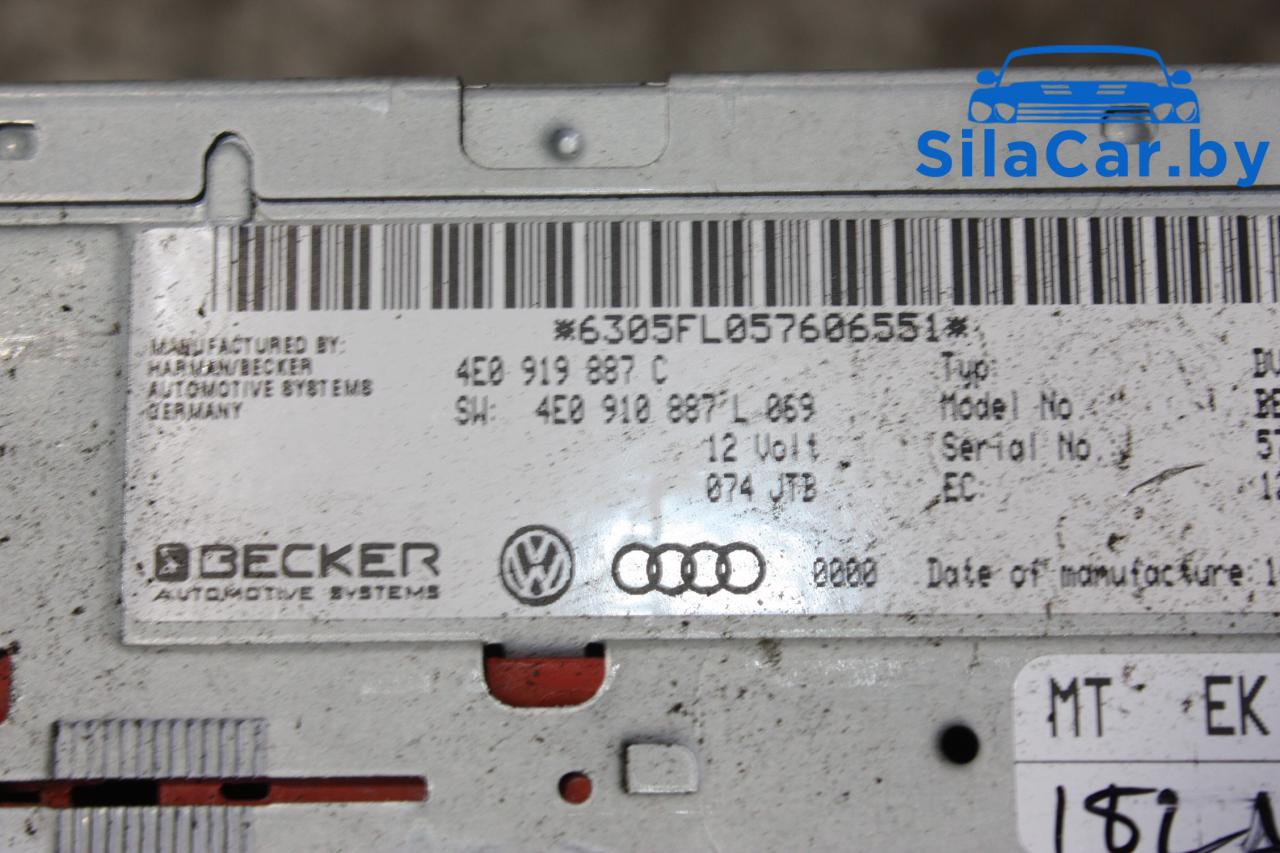 SilaCar.by
*6305FL057606551*
MANUFACTURED BY:
HARMAN/BECKER
AUTOMOTIVE SYSTEMS
GERMANY
4E0 919 887 C
SW: 4E0 910 887 L 069
12 Volt
074 JTB
Typ:
Model No
Serial No.
EC
BECKER
AUTOMOTIVE SYSTEMS
0000 Date of manufacture:
MT EK